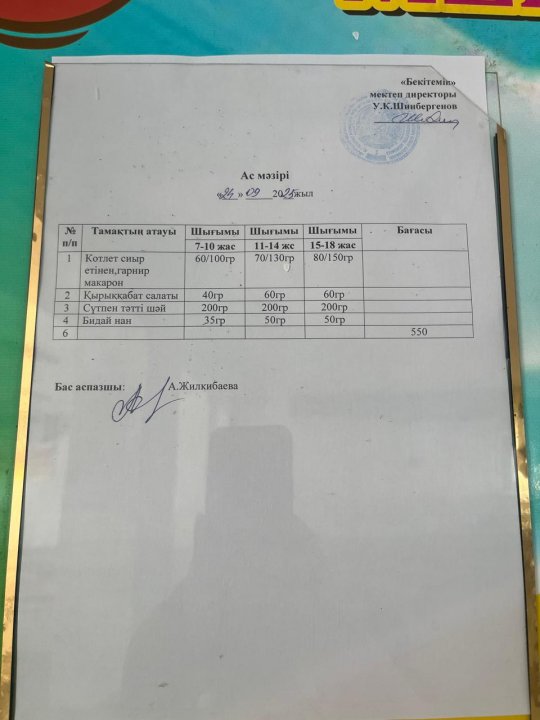 «Бекітемін»
мектеп директоры
У.К.Шинбергенов
Ас мәзірі
«24» 09 2025жыл
№ п/п Тамақтың атауы Шығымы Шығымы Шығымы Бағасы
7-10 жас 11-14 жс 15-18 жас
1 Котлет сиыр 60/100гр 70/130гр 80/150гр
етінен,гарнир
макарон
2 Қырыққабат салаты 40гр 60гр 60гр
3 Сүтпен тәтті шәй 200гр 200гр 200гр
4 Бидай нан 35гр 50гр 50гр
6 550
Бас аспазшы: А.Жилкибаева